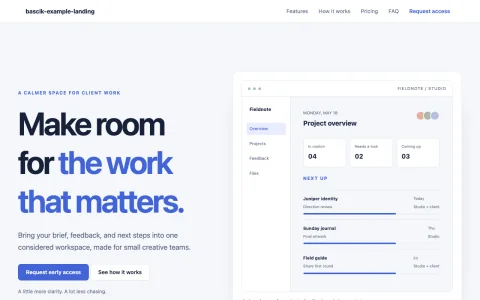 bascik-example-landing
Features How it works Pricing FAQ Request access
A CALMER SPACE FOR CLIENT WORK
Make room
for the work
that matters.
Bring your brief, feedback, and next steps into one
considered workspace, made for small creative teams.
Request early access See how it works
A little more clarity. A lot less chasing.
FIELDNOTE / STUDIO
Fieldnote
Overview
Projects
Feedback
Files
MONDAY, MAY 18
Project overview
In motion
04
Needs a look
02
Coming up
03
NEXT UP
Juniper identity Today
Direction review Studio + client
Sunday journal Thu
Final artwork Studio
Field guide Fri
Share first round Studio + client